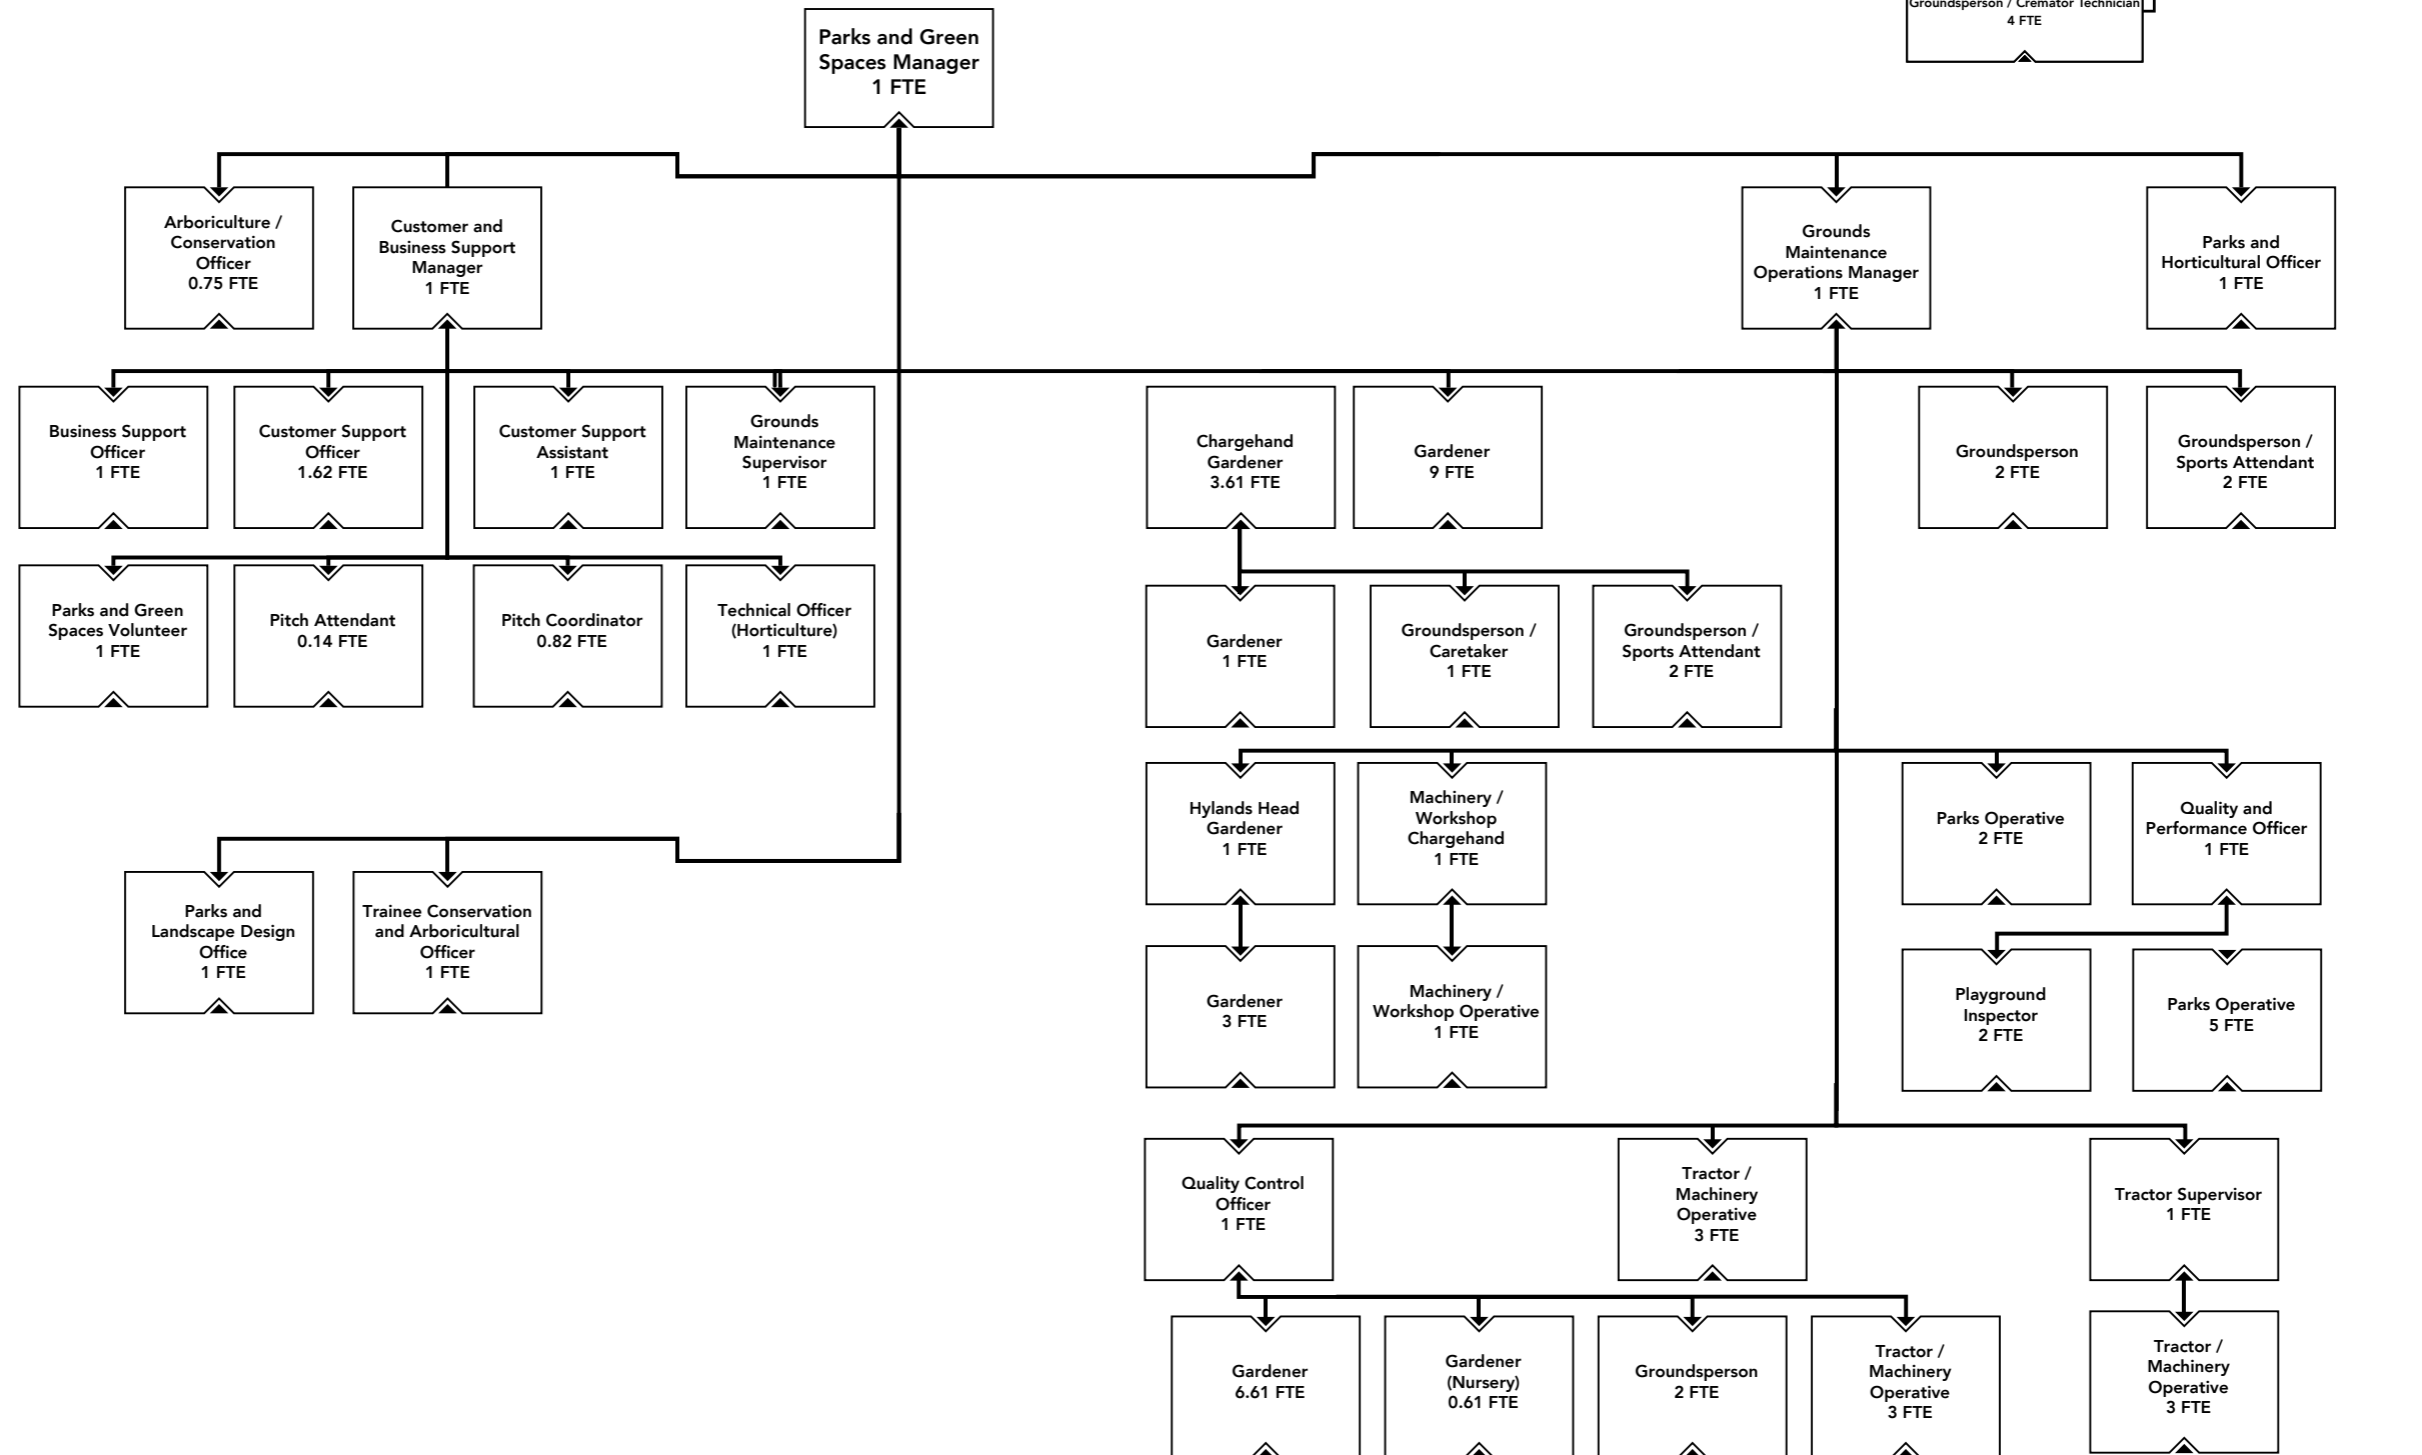 Groundsperson / Cremator Technician
4 FTE
Parks and Green
Spaces Manager
1 FTE
Arboriculture /
Conservation
Officer
0.75 FTE
Customer and
Business Support
Manager
1 FTE
Grounds
Maintenance
Operations Manager
1 FTE
Parks and
Horticultural Officer
1 FTE
Business Support
Officer
1 FTE
Customer Support
Officer
1.62 FTE
Customer Support
Assistant
1 FTE
Grounds
Maintenance
Supervisor
1 FTE
Chargehand
Gardener
3.61 FTE
Gardener
9 FTE
Groundsperson
2 FTE
Groundsperson /
Sports Attendant
2 FTE
Parks and Green
Spaces Volunteer
1 FTE
Pitch Attendant
0.14 FTE
Pitch Coordinator
0.82 FTE
Technical Officer
(Horticulture)
1 FTE
Gardener
1 FTE
Groundsperson /
Caretaker
1 FTE
Groundsperson /
Sports Attendant
2 FTE
Hylands Head
Gardener
1 FTE
Machinery /
Workshop
Chargehand
1 FTE
Parks Operative
2 FTE
Quality and
Performance Officer
1 FTE
Parks and
Landscape Design
Office
1 FTE
Trainee Conservation
and Arboricultural
Officer
1 FTE
Gardener
3 FTE
Machinery /
Workshop Operative
1 FTE
Playground
Inspector
2 FTE
Parks Operative
5 FTE
Quality Control
Officer
1 FTE
Tractor /
Machinery
Operative
3 FTE
Tractor Supervisor
1 FTE
Gardener
6.61 FTE
Gardener
(Nursery)
0.61 FTE
Groundsperson
2 FTE
Tractor /
Machinery
Operative
3 FTE
Tractor /
Machinery
Operative
3 FTE